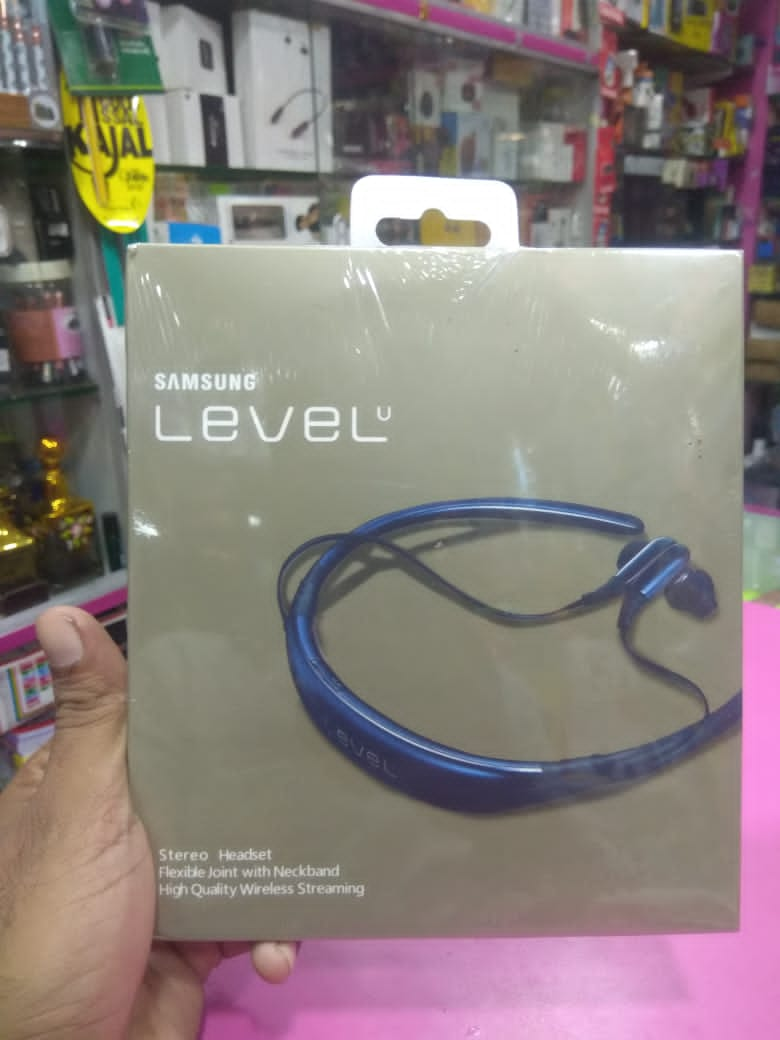 KAJAL
SAMSUNG
LEVEL U
LEVEL
Stereo Headset
Flexible Joint with Neckband
High Quality Wireless Streaming